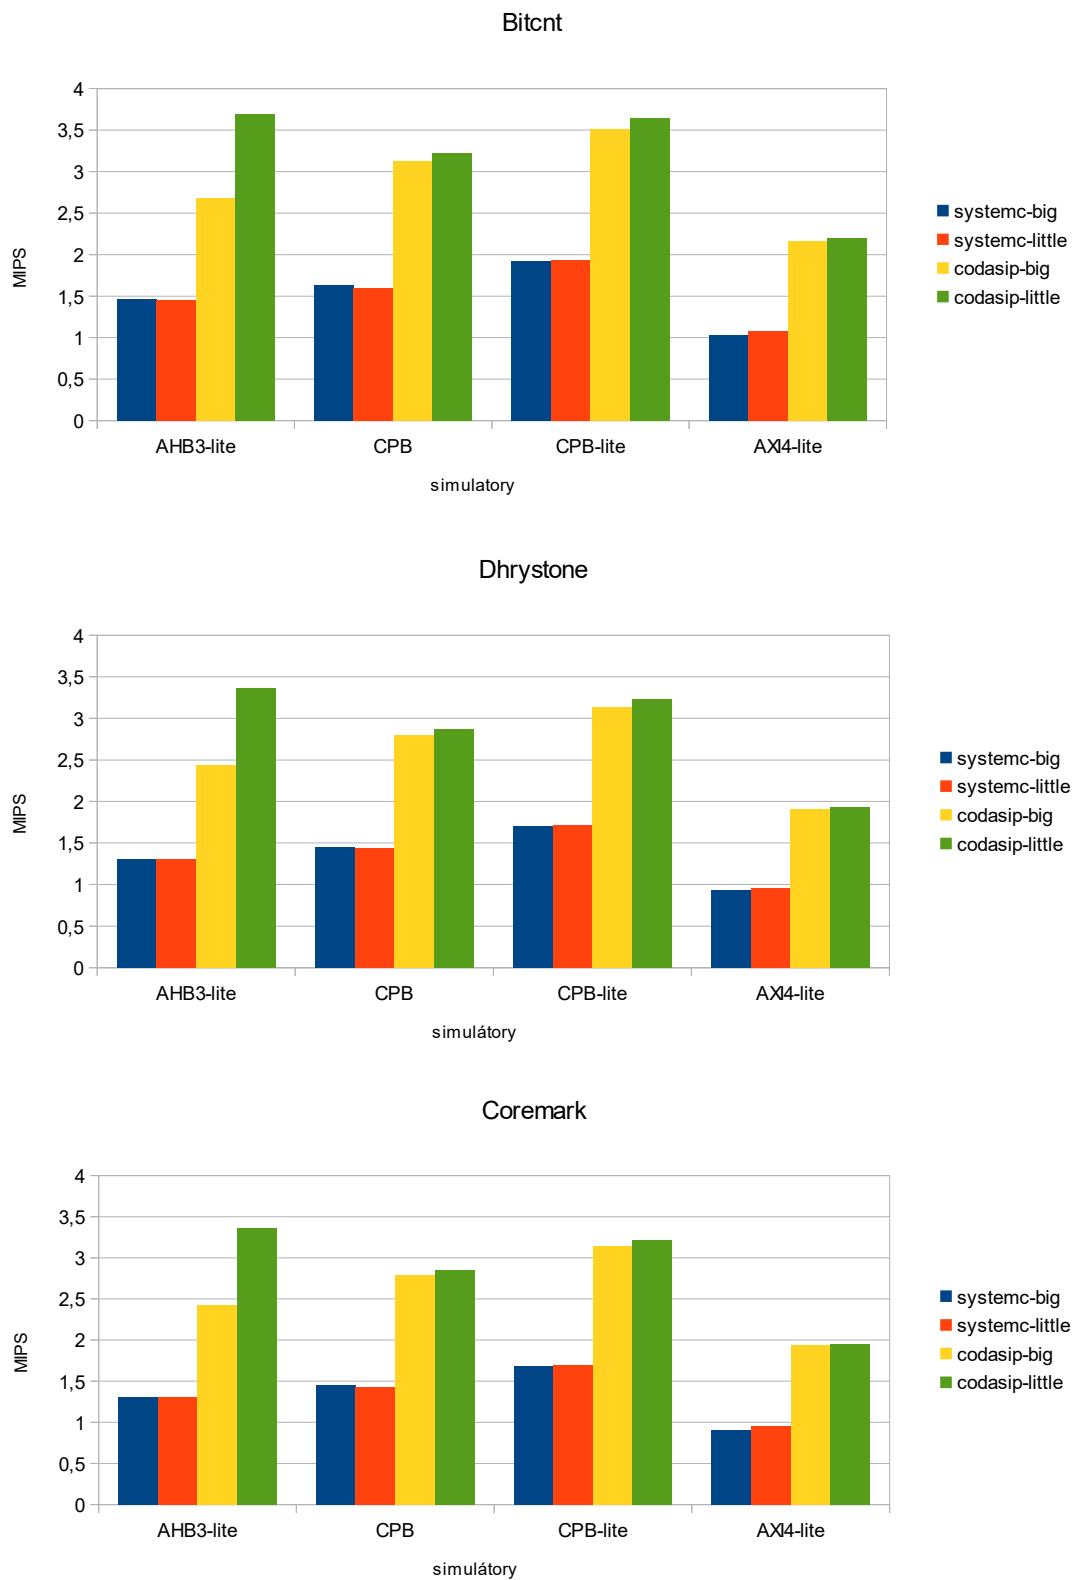 Bitcnt
4
3,5
3
2,5
2
1,5
1
0,5
0
MIPS
AHB3-lite CPB CPB-lite AXI4-lite
simulatory
systemc-big
systemc-little
codasip-big
codasip-little
Dhrystone
4
3,5
3
2,5
2
1,5
1
0,5
0
MIPS
AHB3-lite CPB CPB-lite AXI4-lite
simulátory
systemc-big
systemc-little
codasip-big
codasip-little
Coremark
4
3,5
3
2,5
2
1,5
1
0,5
0
MIPS
AHB3-lite CPB CPB-lite AXI4-lite
simulátory
systemc-big
systemc-little
codasip-big
codasip-little